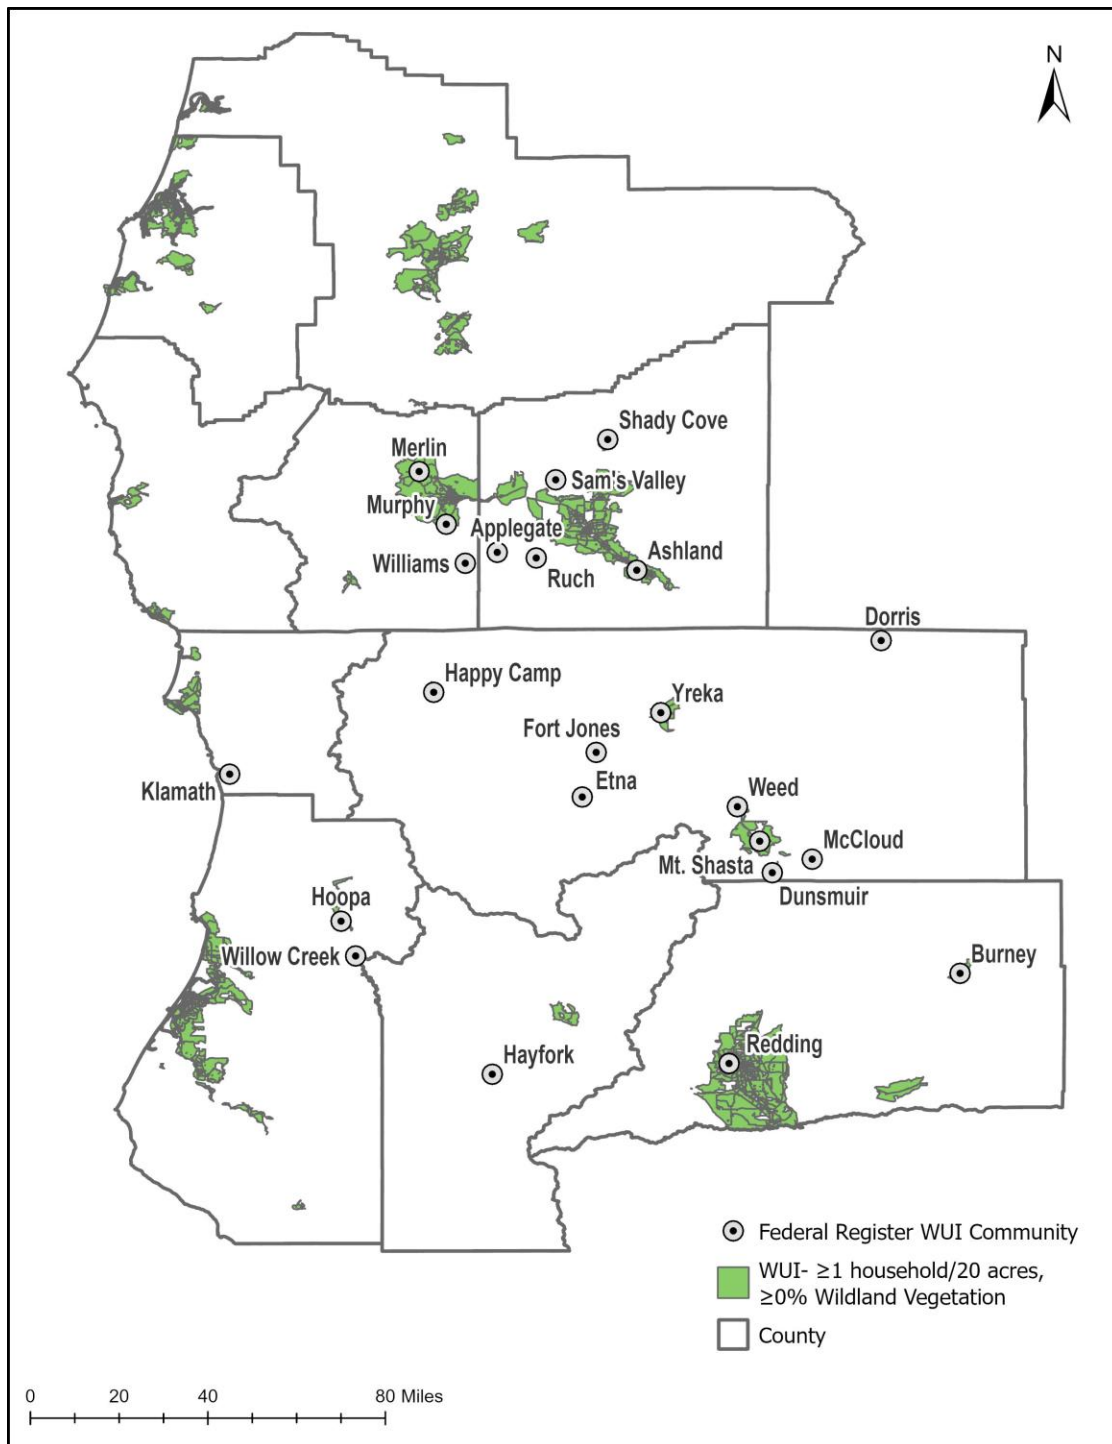 N
Shady Cove
Merlin
Sam's Valley
Murphy
Applegate
Williams
Ruch
Ashland
Dorris
Happy Camp
Yreka
Fort Jones
Klamath
Etna
Weed
McCloud
Mt. Shasta
Dunsmuir
Hoopa
Willow Creek
Burney
Redding
Hayfork
Federal Register WUI Community
WUI- ≥1 household/20 acres,
≥0% Wildland Vegetation
County
0 20 40 80 Miles